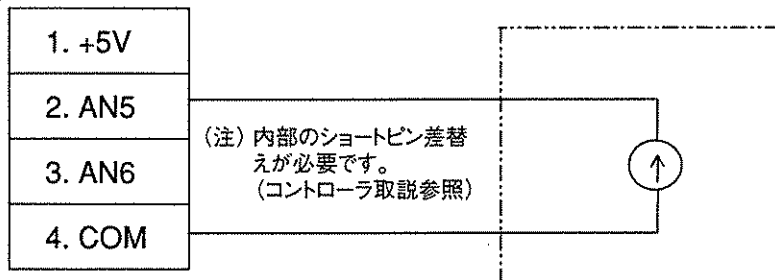 1. +5V
2. AN5
3. AN6
4. COM
(注) 内部のショートピン差替
えが必要です。
(コントローラ取説参照)